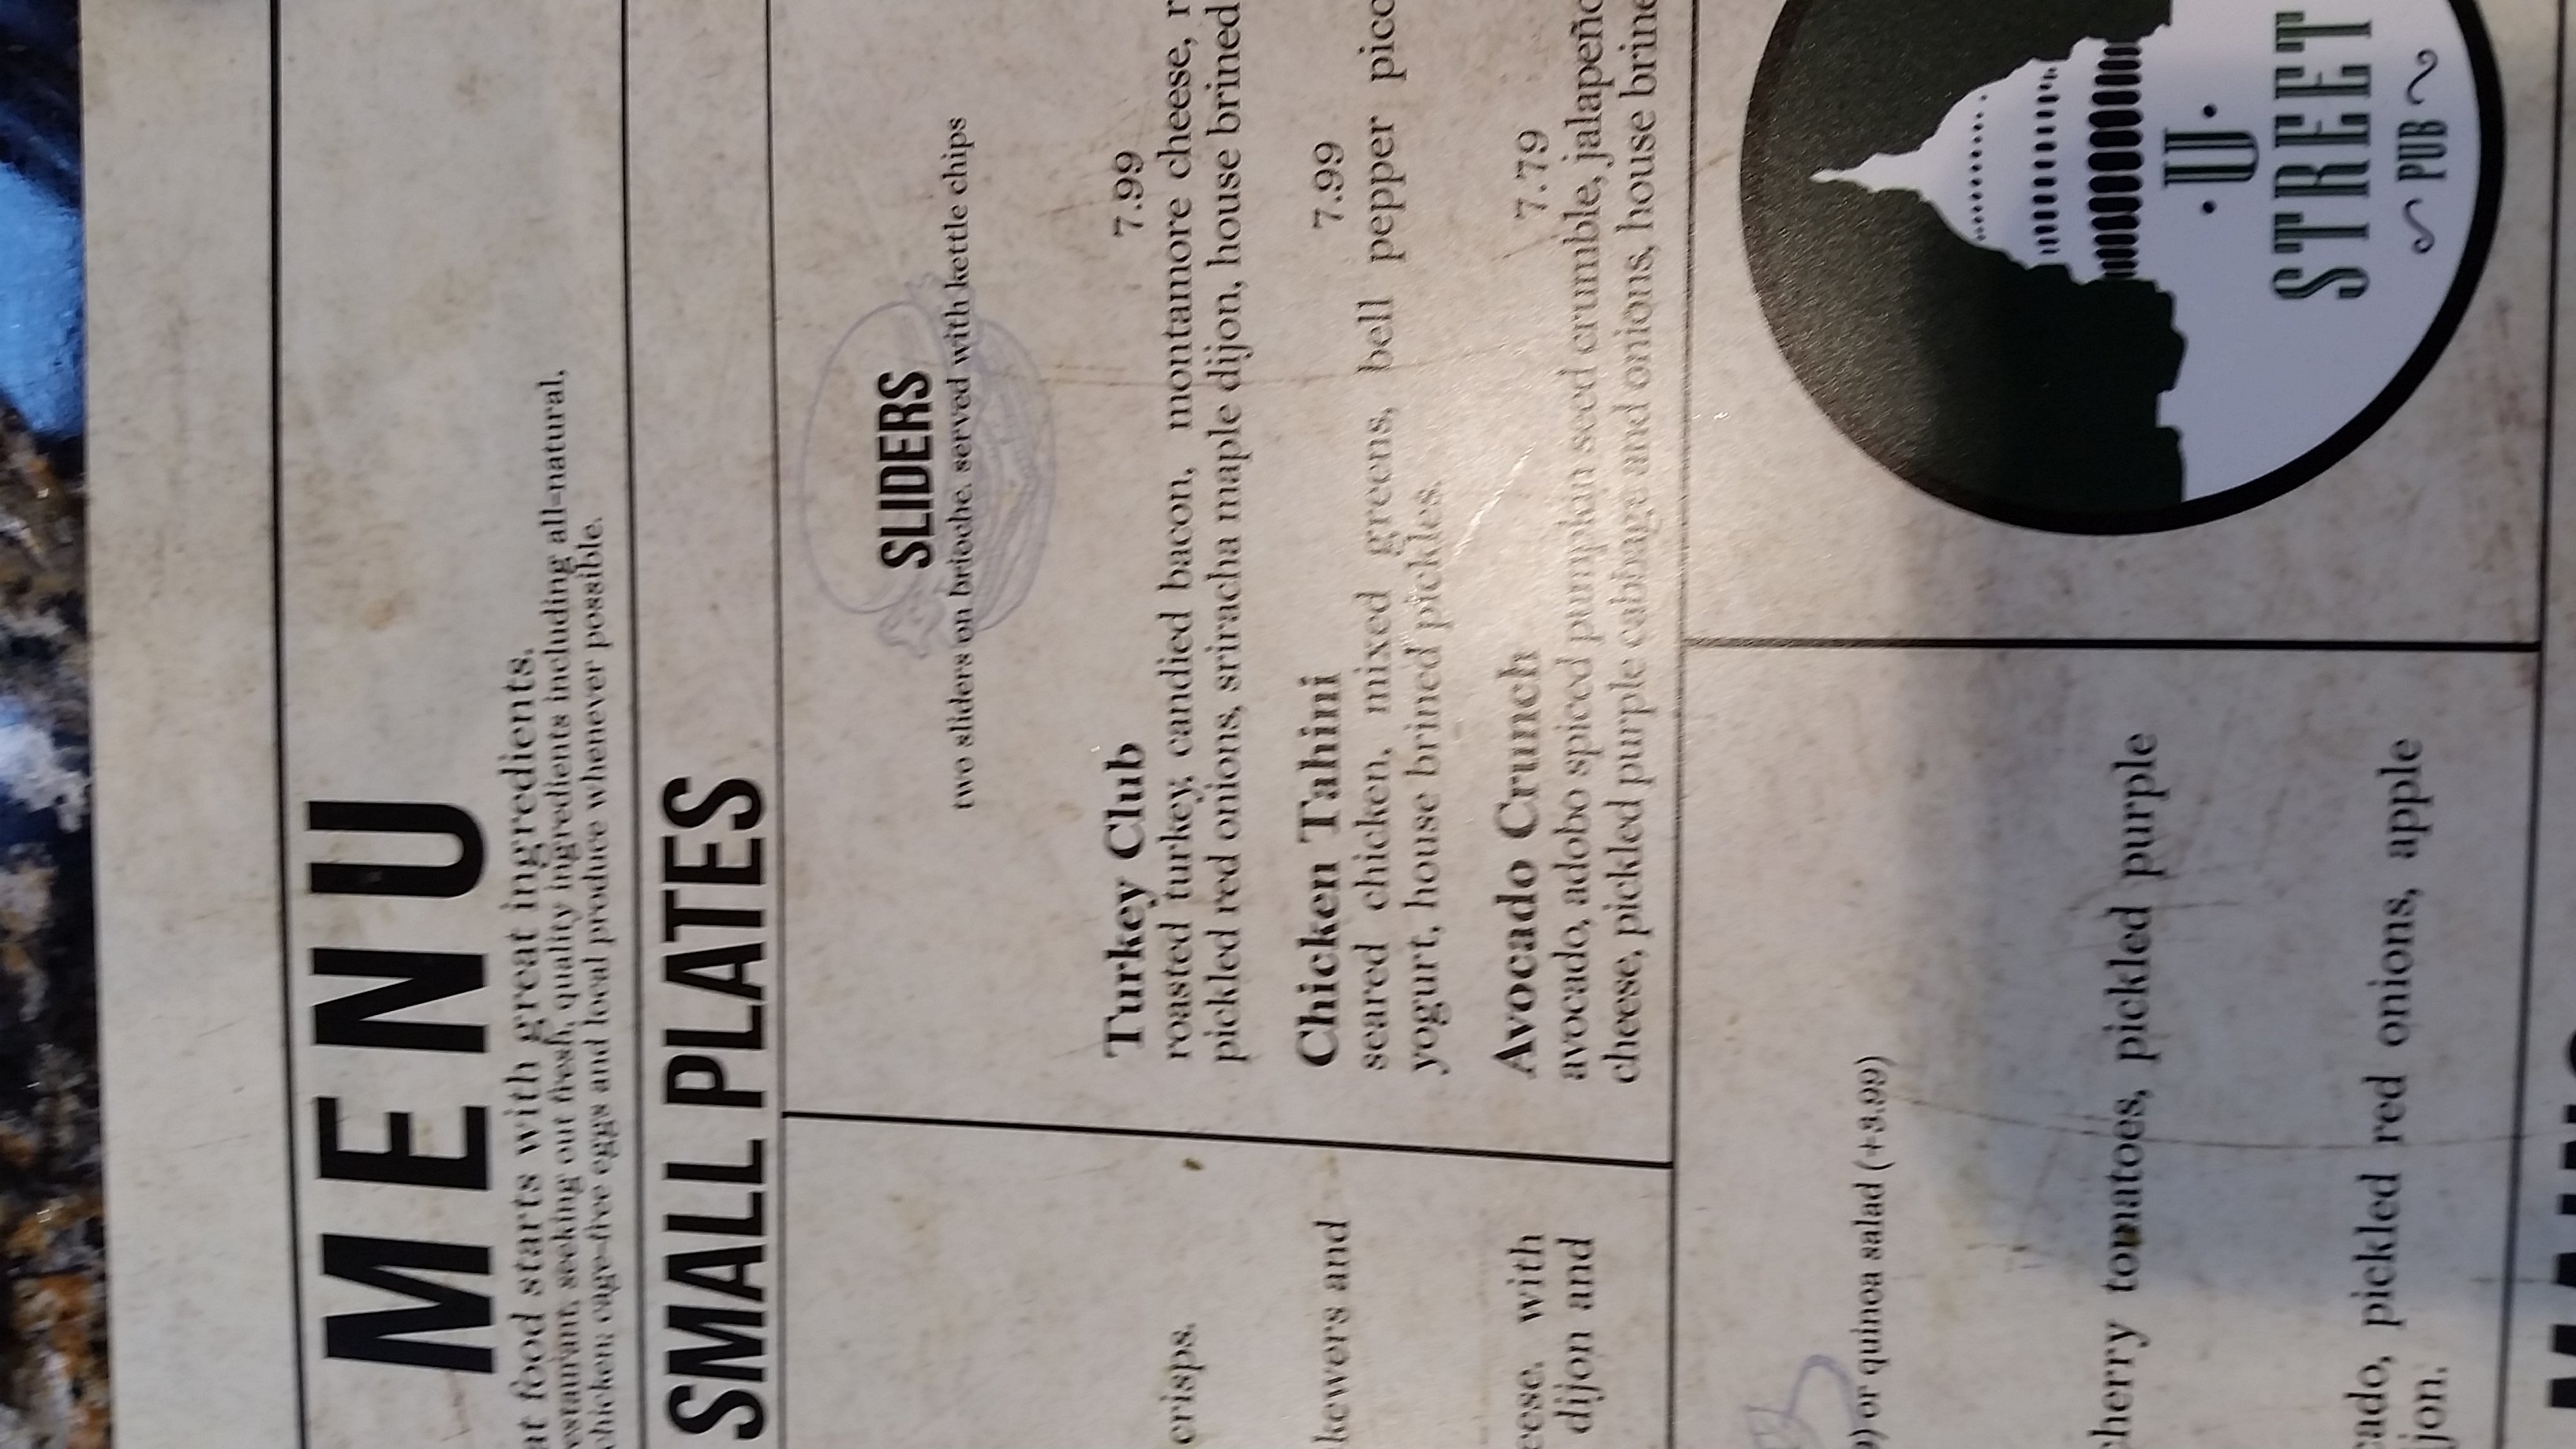 MENU
at food starts with great ingredients.
estaurant, seeking out fresh, quality ingredients including all-natural,
chicken; cage-free eggs and local produce whenever possible.
SMALL PLATES
crisps.
kewers and
eese, with
dijon and
SLIDERS
two sliders on brioche, served with kettle chips
Turkey Club 7.99
roasted turkey, candied bacon, montamore cheese, r
pickled red onions, sriracha maple dijon, house brined
Chicken Tahini 7.99
seared chicken, mixed greens, bell pepper pico
yogurt, house brined pickles.
Avocado Crunch 7.79
avocado, adobo spiced pumpkin seed crumble, jalapeño
cheese, pickled purple cabbage and onions, house brine
9) or quinoa salad (+3.99)
cherry tomatoes, pickled purple
cado, pickled red onions, apple
jon.
U
STREET
PUB